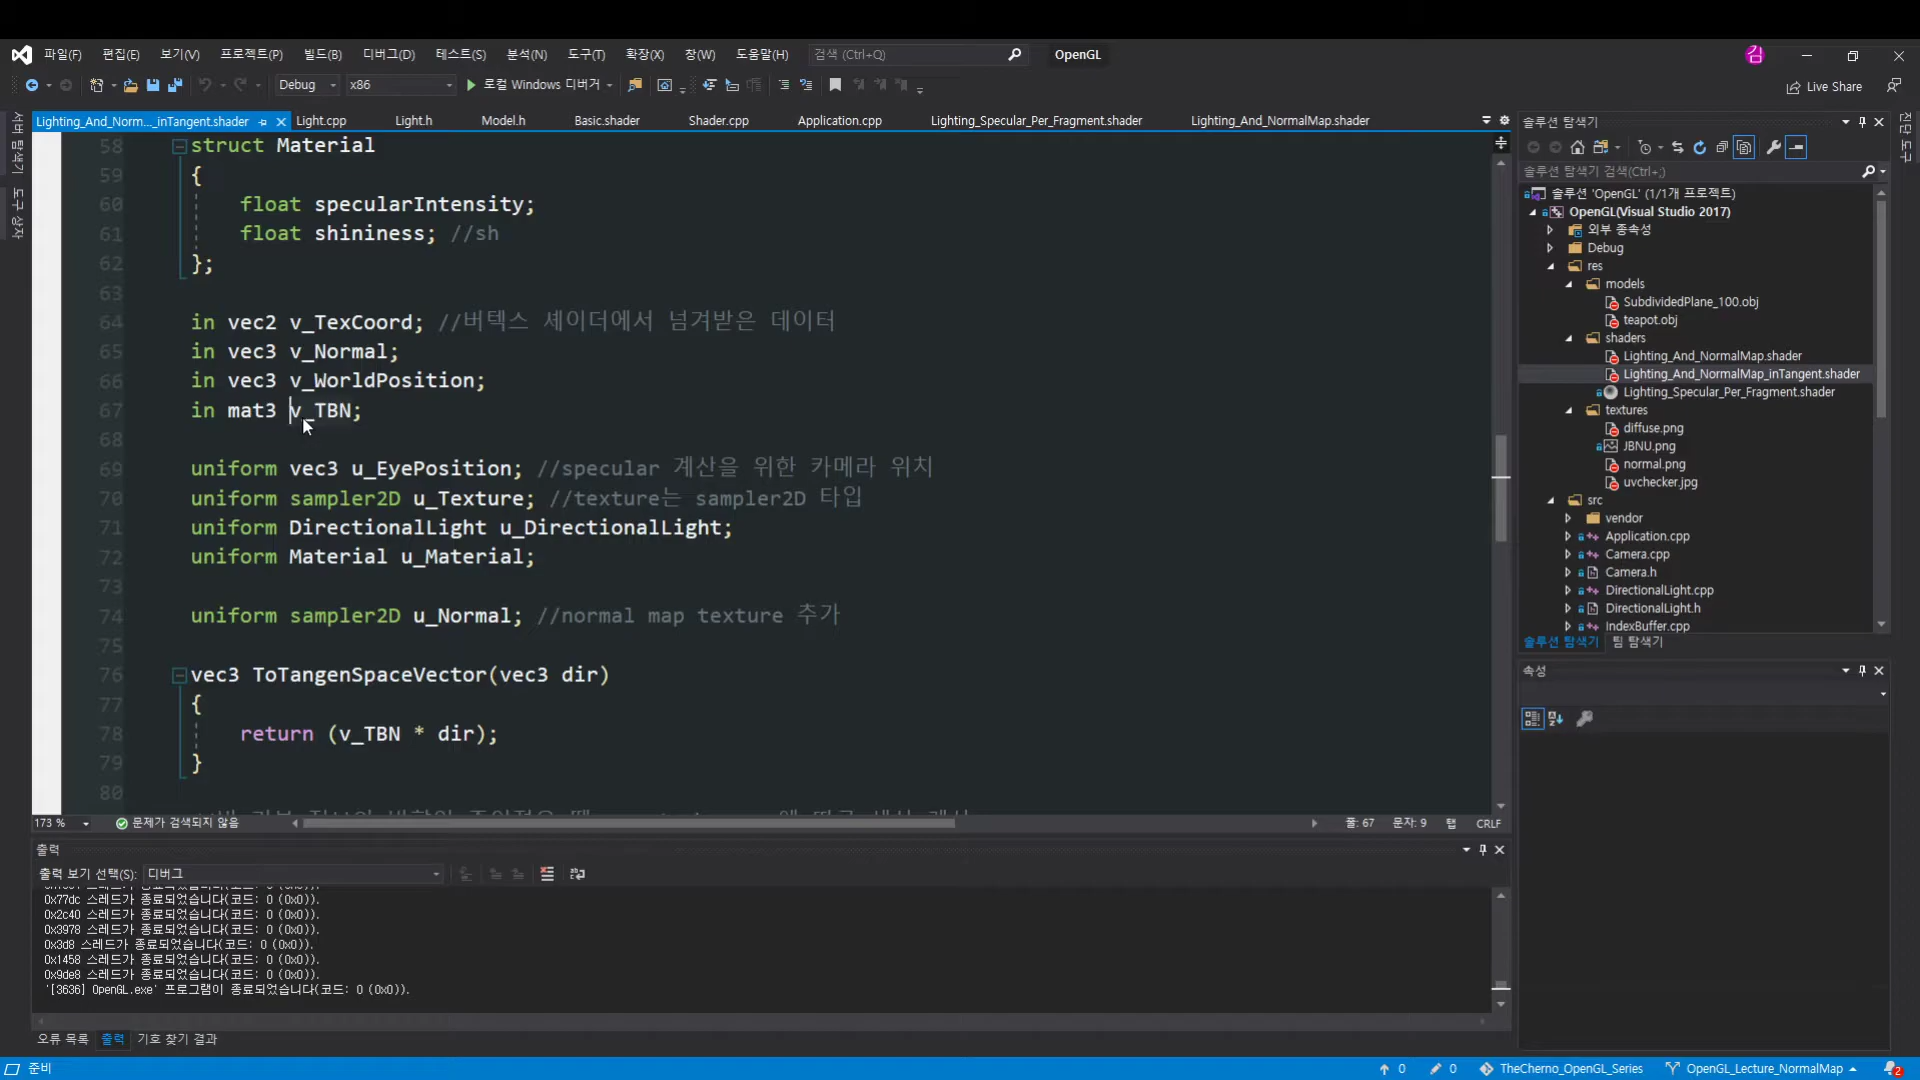 파일(F) 편집(E) 보기(V) 프로젝트(P) 빌드(B) 디버그(D) 테스트(S) 분석(N) 도구(T) 확장(X) 창(W) 도움말(H) 검색 (Ctrl+Q) OpenGL 김
Debug x86 로컬 Windows 디버거 Live Share
Lighting_And_Norm..._inTangent.shader Light.cpp Light.h Model.h Basic.shader Shader.cpp Application.cpp Lighting_Specular_Per_Fragment.shader Lighting_And_NormalMap.shader
서버 탐색기 도구 상자
58 struct Material
59 {
60 float specularIntensity;
61 float shininess; //sh
62 };
63
64 in vec2 v_TexCoord; //버텍스 셰이더에서 넘겨받은 데이터
65 in vec3 v_Normal;
66 in vec3 v_WorldPosition;
67 in mat3 v_TBN;
68
69 uniform vec3 u_EyePosition; //specular 계산을 위한 카메라 위치
70 uniform sampler2D u_Texture; //texture는 sampler2D 타입
71 uniform DirectionalLight u_DirectionalLight;
72 uniform Material u_Material;
73
74 uniform sampler2D u_Normal; //normal map texture 추가
75
76 vec3 ToTangenSpaceVector(vec3 dir)
77 {
78 return (v_TBN * dir);
79 }
80
173 % 문제가 검색되지 않음 줄: 67 문자: 9 탭 CRLF
출력
출력 보기 선택(S): 디버그
0x77dc 스레드가 종료되었습니다(코드: 0 (0x0)).
0x2c40 스레드가 종료되었습니다(코드: 0 (0x0)).
0x3978 스레드가 종료되었습니다(코드: 0 (0x0)).
0x3d8 스레드가 종료되었습니다(코드: 0 (0x0)).
0x1458 스레드가 종료되었습니다(코드: 0 (0x0)).
0x9de8 스레드가 종료되었습니다(코드: 0 (0x0)).
'[3636] OpenGL.exe' 프로그램이 종료되었습니다(코드: 0 (0x0)).
오류 목록 출력 기호 찾기 결과
준비 0 0 TheCherno_OpenGL_Series OpenGL_Lecture_NormalMap 2
솔루션 탐색기
솔루션 탐색기 검색(Ctrl+;)
솔루션 'OpenGL' (1/1개 프로젝트)
OpenGL(Visual Studio 2017)
외부 종속성
Debug
res
models
SubdividedPlane_100.obj
teapot.obj
shaders
Lighting_And_NormalMap.shader
Lighting_And_NormalMap_inTangent.shader
Lighting_Specular_Per_Fragment.shader
textures
diffuse.png
JBNU.png
normal.png
uvchecker.jpg
src
vendor
Application.cpp
Camera.cpp
Camera.h
DirectionalLight.cpp
DirectionalLight.h
IndexBuffer.cpp
솔루션 탐색기 팀 탐색기
속성
진단 도구